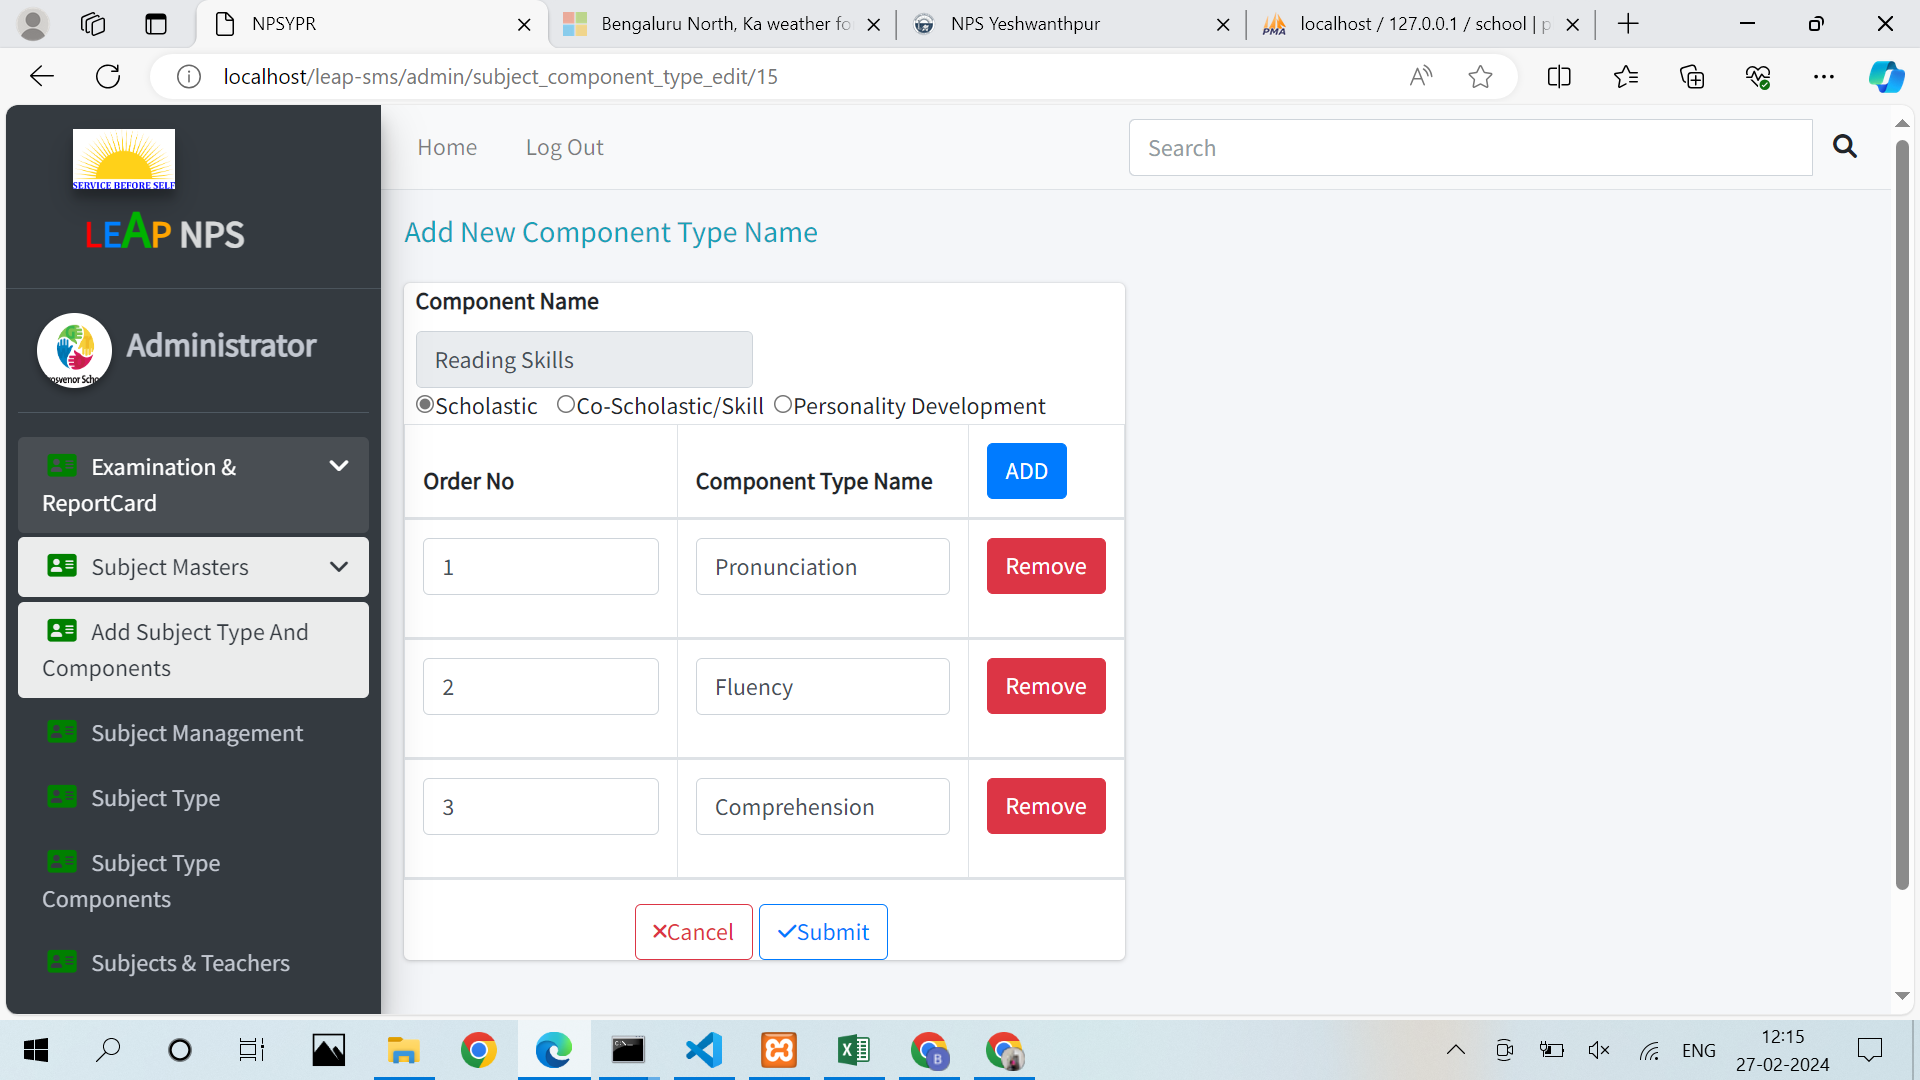 NPSYPR
Bengaluru North, Ka weather fo
NPS Yeshwanthpur
localhost / 127.0.0.1 / school | p
localhost/leap-sms/admin/subject_component_type_edit/15
SERVICE BEFORE SELF
LEAP NPS
Home
Log Out
Search
Administrator
osvenor Scho
Examination &
ReportCard
Subject Masters
Add Subject Type And
Components
Subject Management
Subject Type
Subject Type
Components
Subjects & Teachers
Add New Component Type Name
Component Name
Reading Skills
Scholastic Co-Scholastic/Skill Personality Development
Order No Component Type Name ADD
1 Pronunciation Remove
2 Fluency Remove
3 Comprehension Remove
Cancel Submit
PMA
B
ENG
12:15
27-02-2024